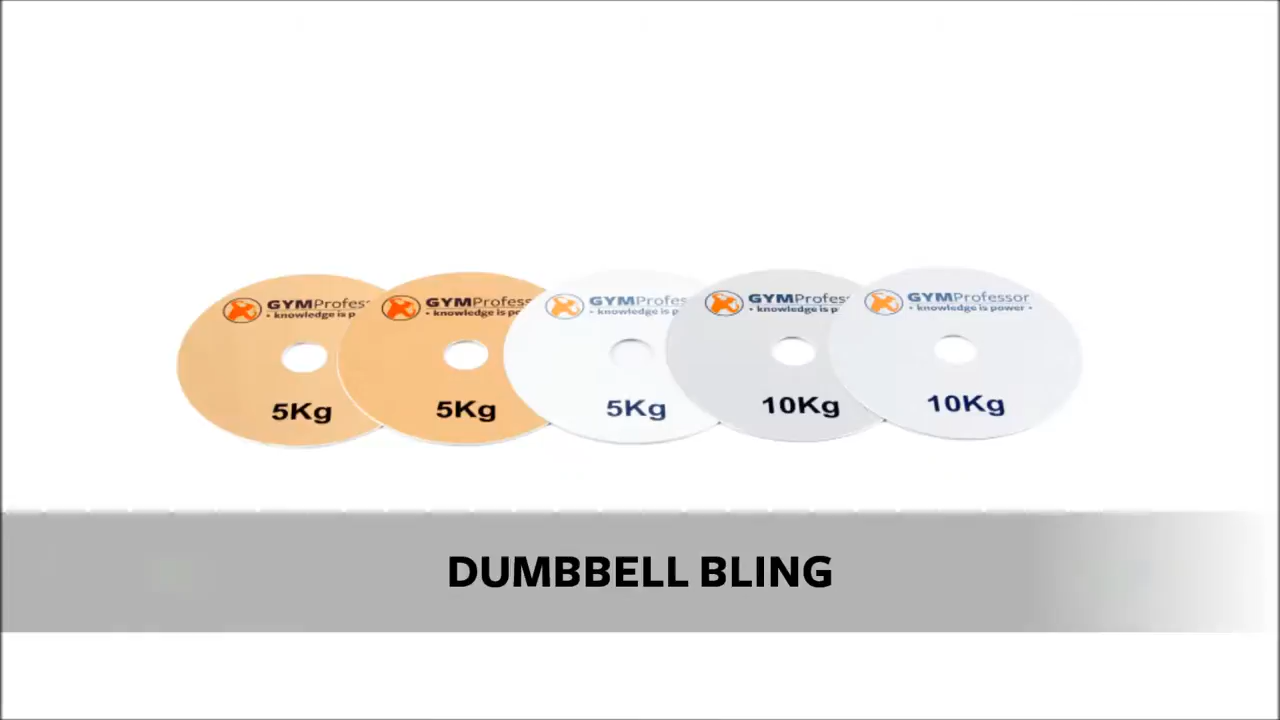 GYMProfes
• knowledge is p
5Kg
GYMProfess
• knowledge is po
5Kg
GYMProfes
• knowledge is p
5Kg
GYMProfess
• knowledge is p
10Kg
GYMProfessor
• knowledge is power •
10Kg
DUMBBELL BLING